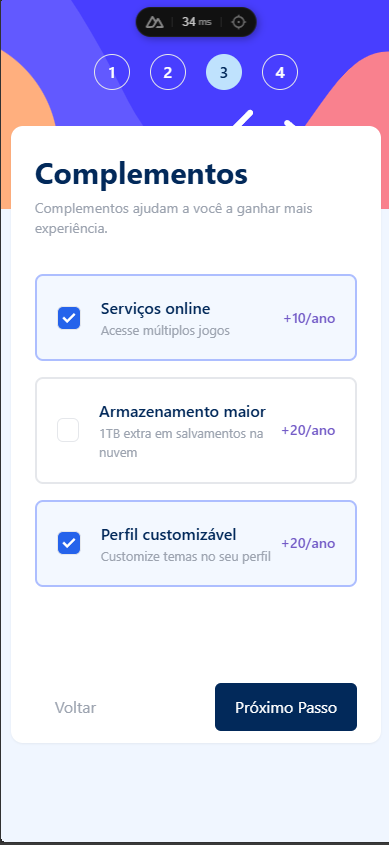 34 ms
1 2 3 4
Complementos
Complementos ajudam a você a ganhar mais
experiência.
Serviços online
Acesse múltiplos jogos
+10/ano
Armazenamento maior
1TB extra em salvamentos na
nuvem
+20/ano
Perfil customizável
Customize temas no seu perfil
+20/ano
Voltar
Próximo Passo